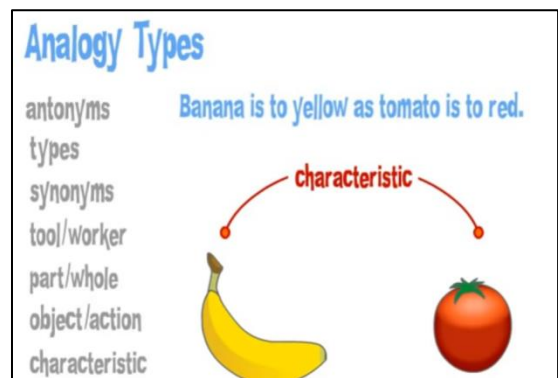 Analogy Types
antonyms
types
synonyms
tool/worker
part/whole
object/action
characteristic
Banana is to yellow as tomato is to red.
characteristic